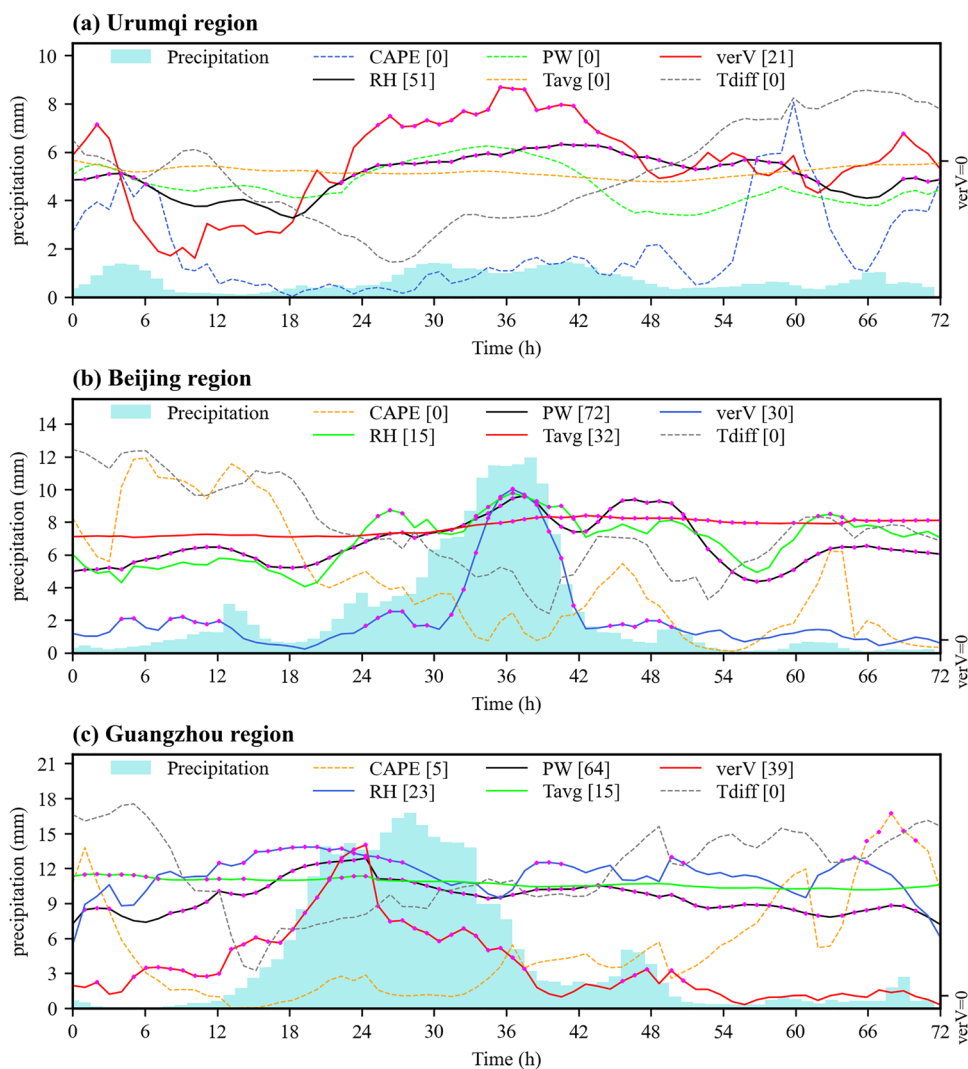 (a) Urumqi region
Precipitation CAPE [0] PW [0] verV [21]
RH [51] Tavg [0] Tdiff [0]
precipitation (mm)
10
8
6
4
2
0
verV=0
0 6 12 18 24 30 36 42 48 54 60 66 72
Time (h)
(b) Beijing region
Precipitation CAPE [0] PW [72] verV [30]
RH [15] Tavg [32] Tdiff [0]
precipitation (mm)
14
12
10
8
6
4
2
0
verV=0
0 6 12 18 24 30 36 42 48 54 60 66 72
Time (h)
(c) Guangzhou region
Precipitation CAPE [5] PW [64] verV [39]
RH [23] Tavg [15] Tdiff [0]
precipitation (mm)
21
18
15
12
9
6
3
0
verV=0
0 6 12 18 24 30 36 42 48 54 60 66 72
Time (h)